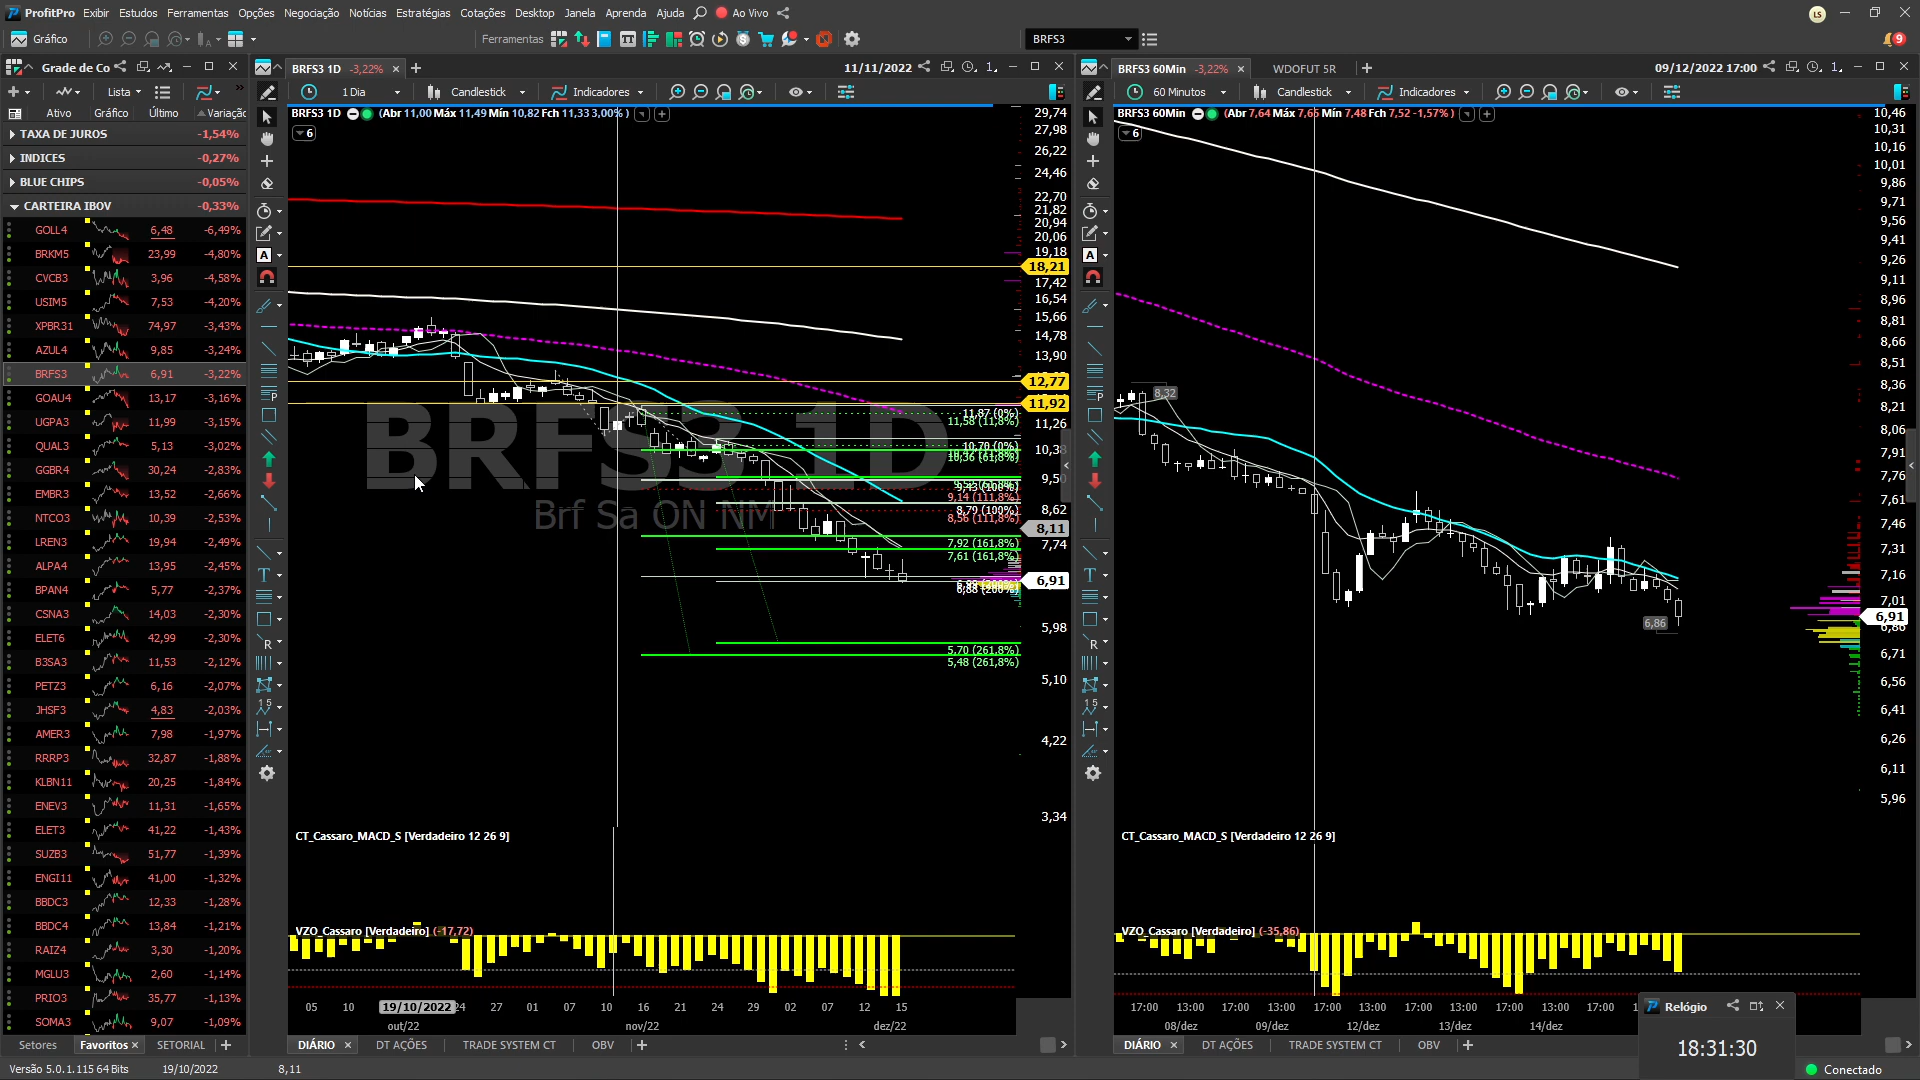 ProfitPro Exibir Estudos Ferramentas Opções Negociação Notícias Estratégias Cotações Desktop Janela Aprenda Ajuda Ao Vivo LS
Gráfico Ferramentas BRFS3 9
Grade de Co
Lista
Ativo Gráfico Último Variação
TAXA DE JUROS -1,54%
INDICES -0,27%
BLUE CHIPS -0,05%
CARTEIRA IBOV -0,33%
GOLL4 6,48 -6,49%
BRKM5 23,99 -4,80%
CVCB3 3,96 -4,58%
USIM5 7,53 -4,20%
XPBR31 74,97 -3,43%
AZUL4 9,85 -3,24%
BRFS3 6,91 -3,22%
GOAU4 13,17 -3,16%
UGPA3 11,99 -3,15%
QUAL3 5,13 -3,02%
GGBR4 30,24 -2,83%
EMBR3 13,52 -2,66%
NTCO3 10,39 -2,53%
LREN3 19,94 -2,49%
ALPA4 13,95 -2,45%
BPAN4 5,77 -2,37%
CSNA3 14,03 -2,30%
ELET6 42,99 -2,30%
B3SA3 11,53 -2,12%
PETZ3 6,16 -2,07%
JHSF3 4,83 -2,03%
AMER3 7,98 -1,97%
RRRP3 32,87 -1,88%
KLBN11 20,25 -1,84%
ENEV3 11,31 -1,65%
ELET3 41,22 -1,43%
SUZB3 51,77 -1,39%
ENGI11 41,00 -1,32%
BBDC3 12,33 -1,28%
BBDC4 13,84 -1,21%
RAIZ4 3,30 -1,20%
MGLU3 2,60 -1,14%
PRIO3 35,77 -1,13%
SOMA3 9,07 -1,09%
Setores Favoritos SETORIAL
BRFS3 1D -3,22% 11/11/2022 1
1 Dia Candlestick Indicadores
BRFS3 1D (Abr 11,00 Máx 11,49 Mín 10,82 Fch 11,33 3,00% )
6
BRFS3 1D
Brf Sa ON NM
11,87 (0%)
11,58 (11,8%)
10,70 (0%)
10,36 (61,8%)
9,43 (100%)
9,14 (111,8%)
8,79 (100%)
8,56 (111,8%)
7,92 (161,8%)
7,61 (161,8%)
6,88 (200%)
5,70 (261,8%)
5,48 (261,8%)
29,74
27,98
26,22
24,46
22,70
21,82
20,94
20,06
19,18
18,21
17,42
16,54
15,66
14,78
13,90
12,77
11,92
11,26
10,38
9,50
8,62
8,11
7,74
6,91
5,98
5,10
4,22
3,34
CT_Cassaro_MACD_S [Verdadeiro 12 26 9]
VZO_Cassaro [Verdadeiro] (-17,72)
05 10 19/10/2022 24 27 01 07 10 16 21 24 29 02 07 12 15
out/22 nov/22 dez/22
DIÁRIO DT AÇÕES TRADE SYSTEM CT OBV
BRFS3 60Min -3,22% WDOFUT 5R 09/12/2022 17:00 1
60 Minutos Candlestick Indicadores
BRFS3 60Min (Abr 7,64 Máx 7,65 Mín 7,48 Fch 7,52 -1,57% )
6
8,32
6,86
10,46
10,31
10,16
10,01
9,86
9,71
9,56
9,41
9,26
9,11
8,96
8,81
8,66
8,51
8,36
8,21
8,06
7,91
7,76
7,61
7,46
7,31
7,16
7,01
6,91
6,86
6,71
6,56
6,41
6,26
6,11
5,96
CT_Cassaro_MACD_S [Verdadeiro 12 26 9]
VZO_Cassaro [Verdadeiro] (-35,86)
17:00 13:00 17:00 13:00 17:00 13:00 17:00 13:00 17:00 13:00 17:00
08/dez 09/dez 12/dez 13/dez 14/dez
Relógio
18:31:30
DIÁRIO DT AÇÕES TRADE SYSTEM CT OBV
Versão 5.0.1.115 64 Bits 19/10/2022 8,11 Conectado